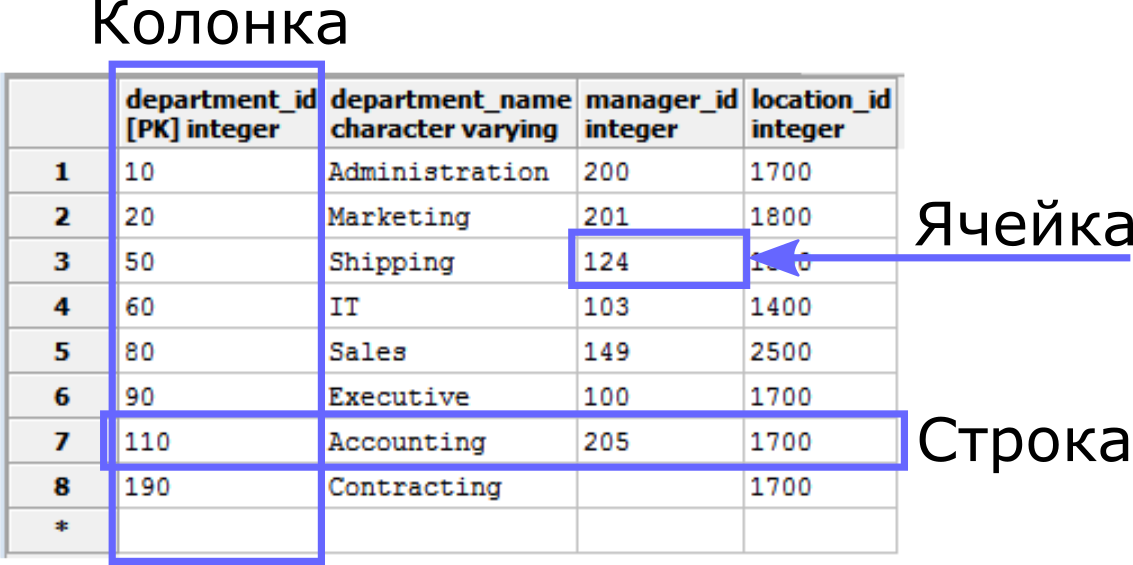 Колонка
department_id department_name manager_id location_id
[PK] integer character varying integer integer
1 10 Administration 200 1700
2 20 Marketing 201 1800
Ячейка
3 50 Shipping 124
4 60 IT 103 1400
5 80 Sales 149 2500
6 90 Executive 100 1700
7 110 Accounting 205 1700
Строка
8 190 Contracting 1700
*